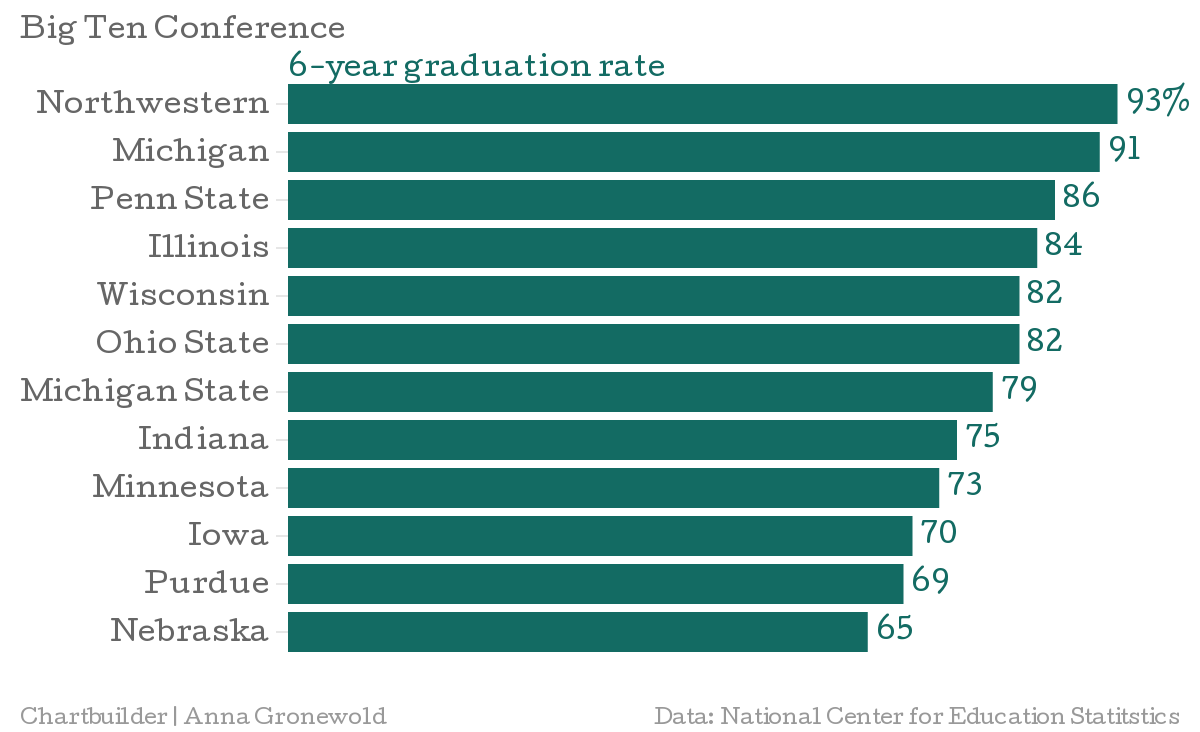 Big Ten Conference
6-year graduation rate
Northwestern 93%
Michigan 91
Penn State 86
Illinois 84
Wisconsin 82
Ohio State 82
Michigan State 79
Indiana 75
Minnesota 73
Iowa 70
Purdue 69
Nebraska 65
Chartbuilder | Anna Gronewold Data: National Center for Education Statitstics